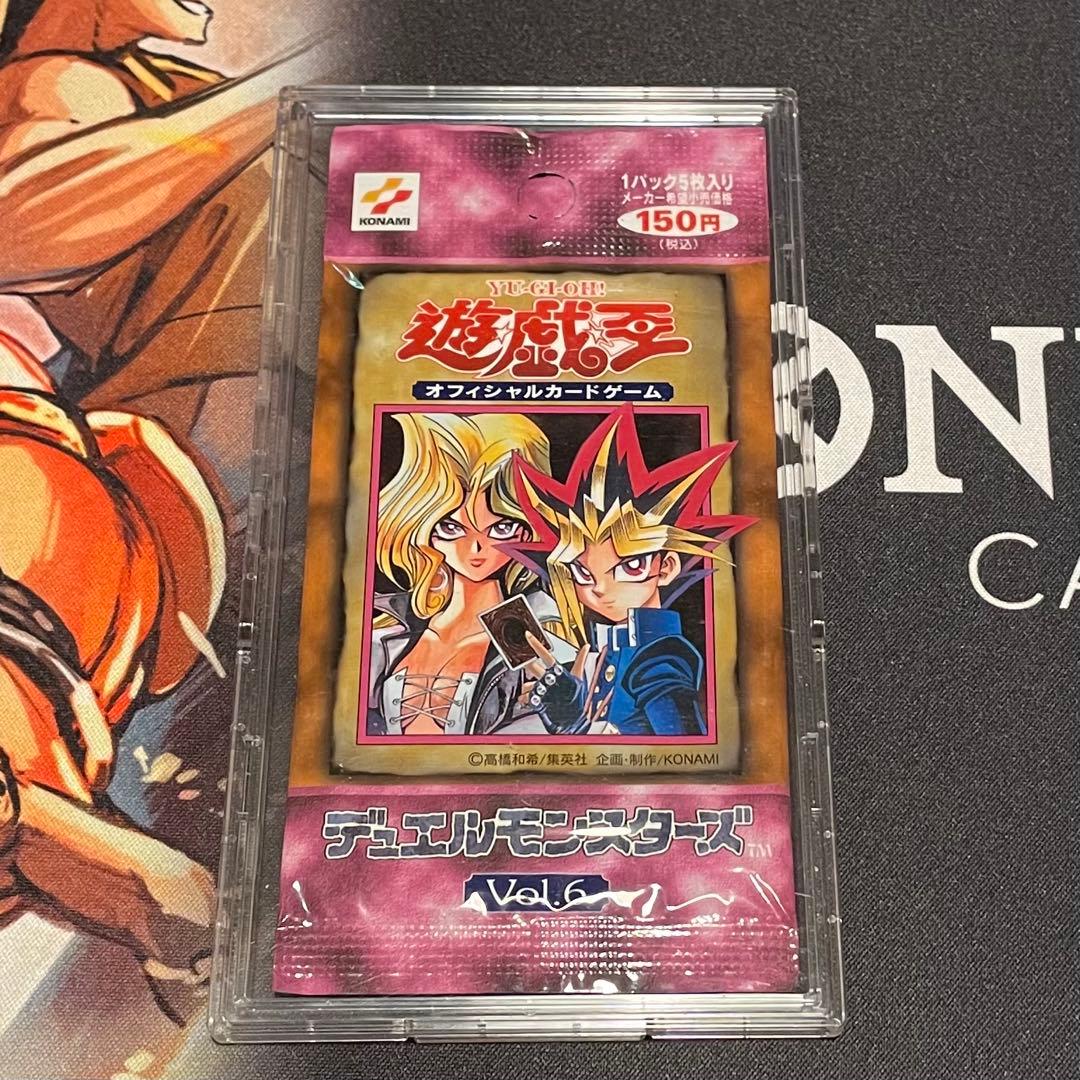 KONAMI
1パック5枚入り
メーカー希望小売価格
150円
(税込)
YU-GI-OH!
遊☆戯☆王
オフィシャルカードゲーム
©高橋和希/集英社 企画・制作/KONAMI
デュエルモンスターズ™
Vol.6
ON
CA